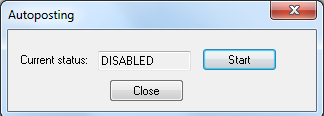 Autoposting
Current status: DISABLED Start
Close